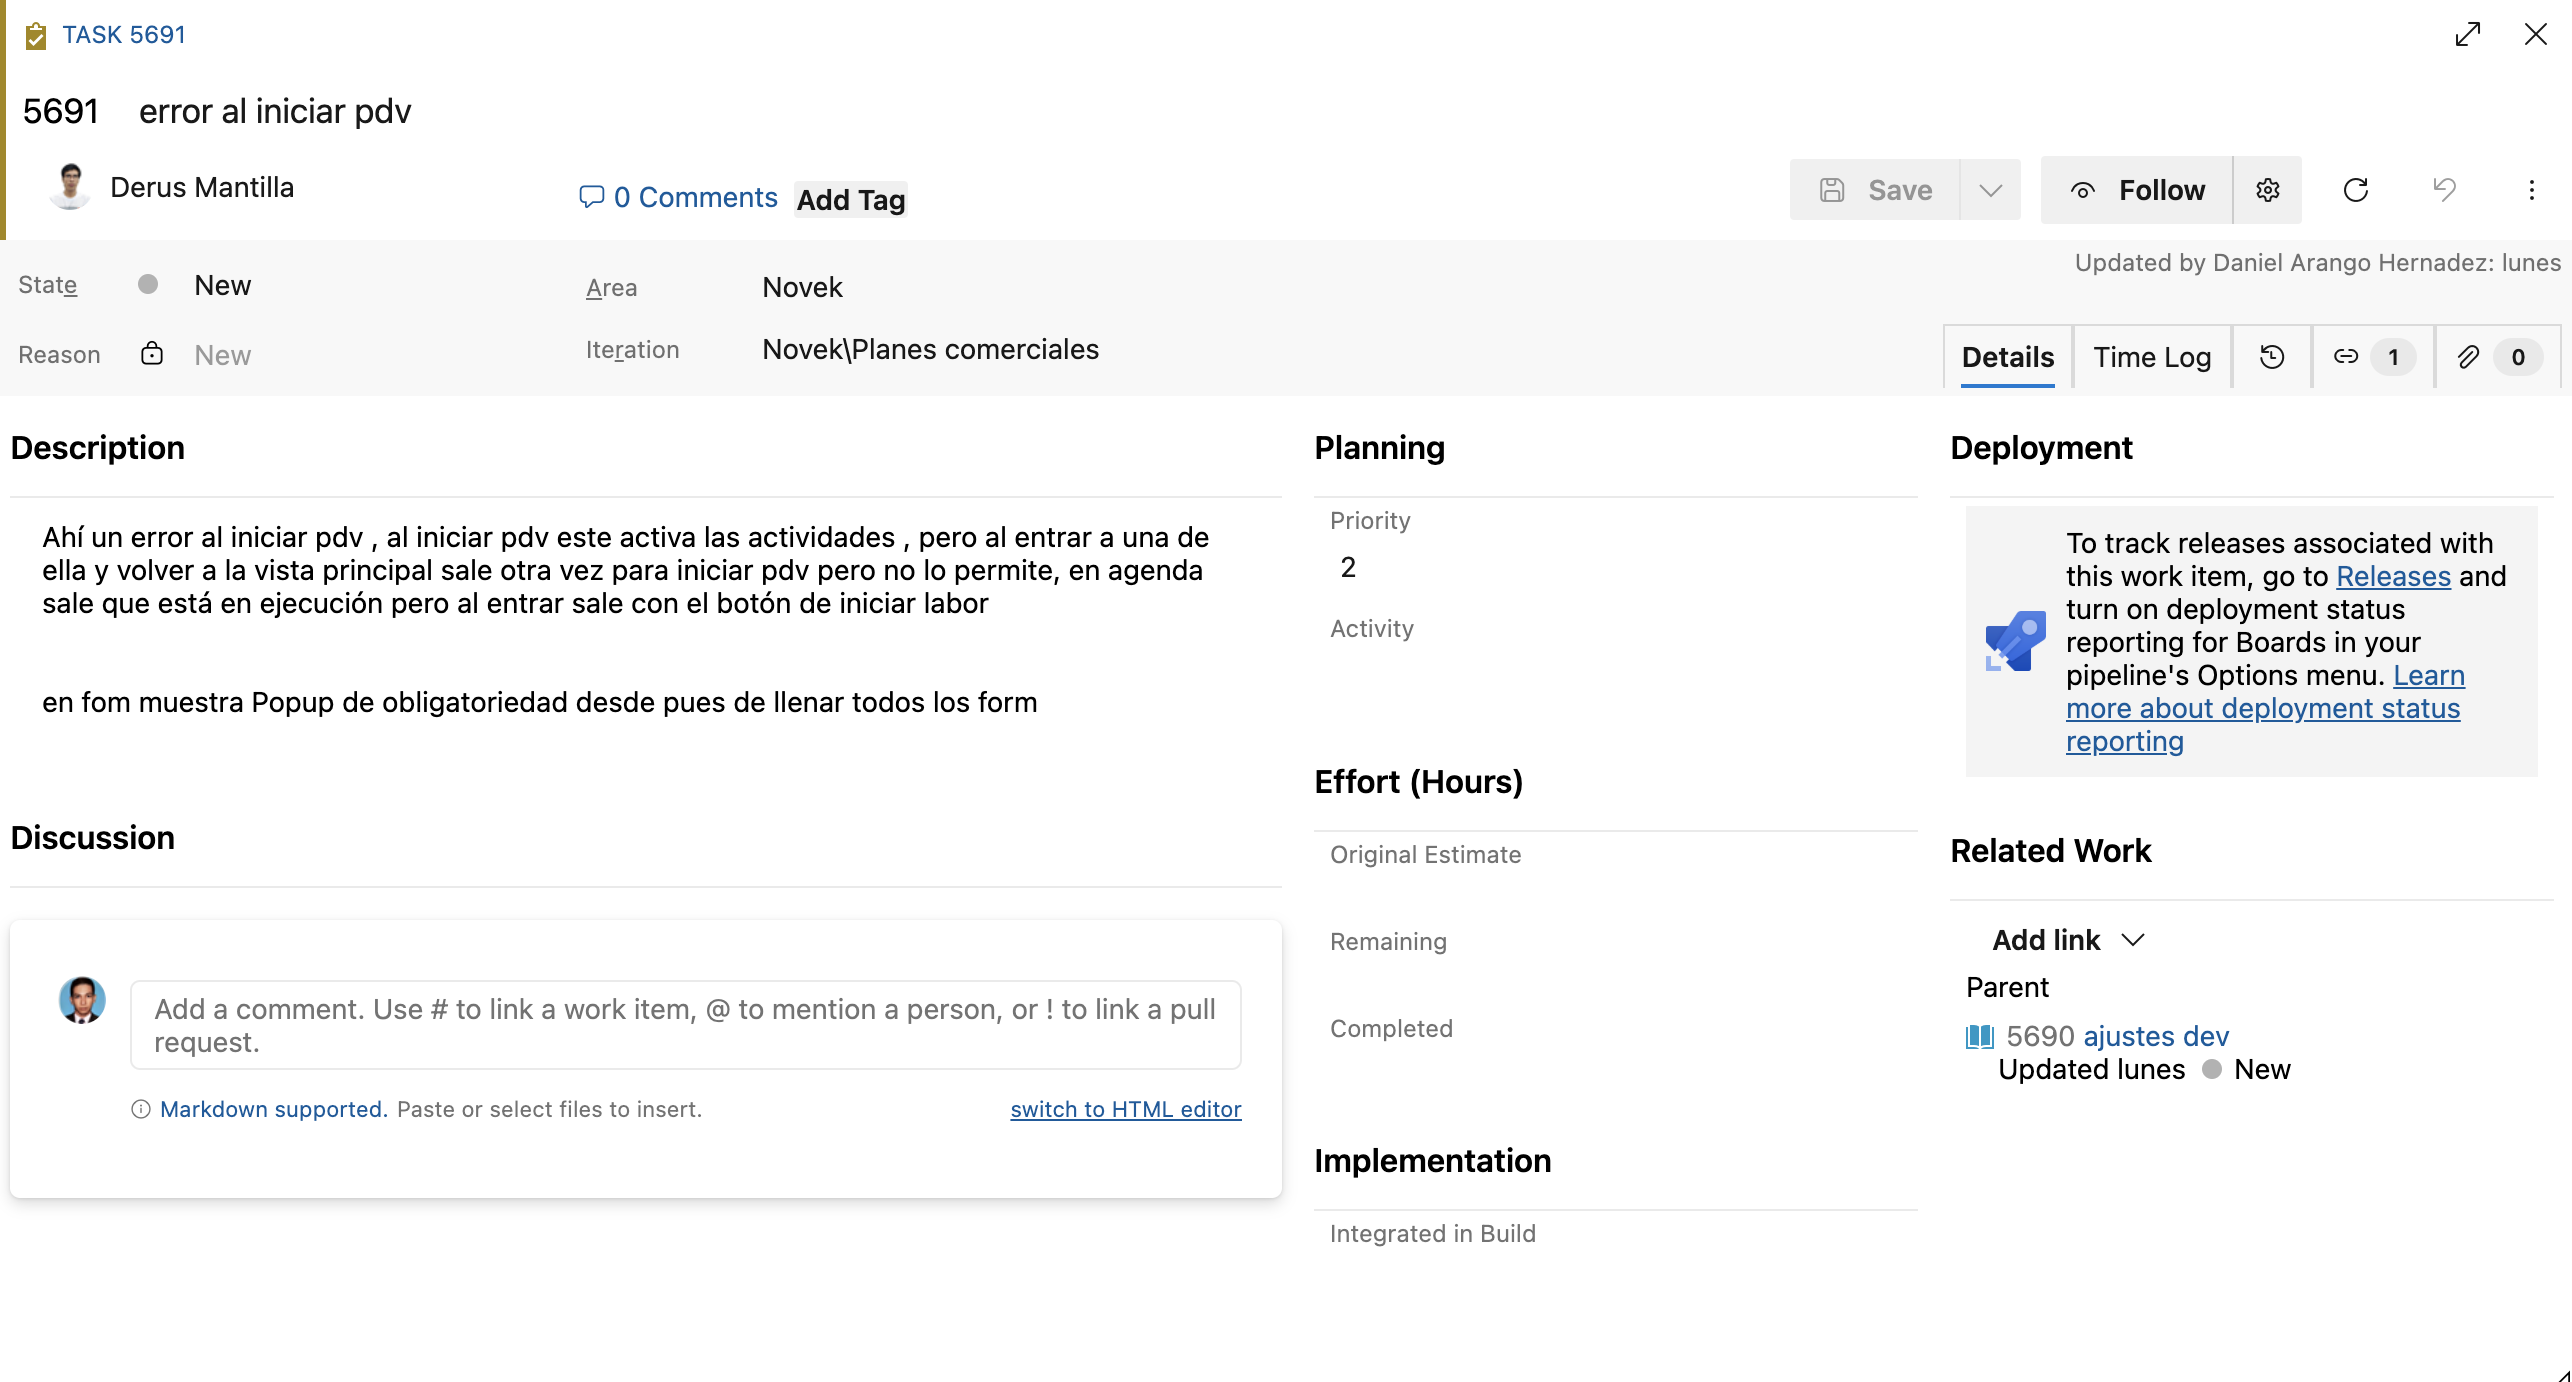 TASK 5691
5691 error al iniciar pdv
Derus Mantilla
0 Comments
Add Tag
Save
Follow
State
New
Area
Novek
Updated by Daniel Arango Hernadez: lunes
Reason
New
Iteration
Novek\Planes comerciales
Details
Time Log
1
0
Description
Ahí un error al iniciar pdv , al iniciar pdv este activa las actividades , pero al entrar a una de
ella y volver a la vista principal sale otra vez para iniciar pdv pero no lo permite, en agenda
sale que está en ejecución pero al entrar sale con el botón de iniciar labor
en fom muestra Popup de obligatoriedad desde pues de llenar todos los form
Discussion
Add a comment. Use # to link a work item, @ to mention a person, or ! to link a pull
request.
Markdown supported. Paste or select files to insert.
switch to HTML editor
Planning
Priority
2
Activity
Effort (Hours)
Original Estimate
Remaining
Completed
Implementation
Integrated in Build
Deployment
To track releases associated with
this work item, go to Releases and
turn on deployment status
reporting for Boards in your
pipeline's Options menu. Learn
more about deployment status
reporting
Related Work
Add link
Parent
5690 ajustes dev
Updated lunes
New